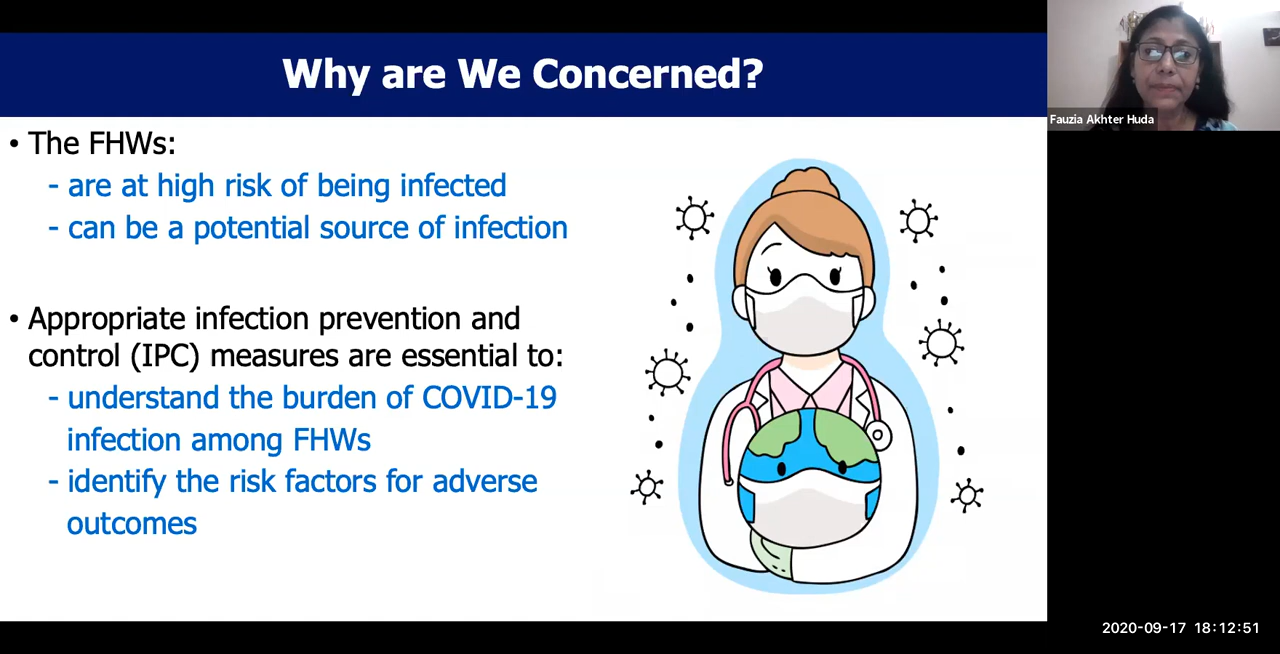 Why are We Concerned?
Fauzia Akhter Huda
• The FHWs:
- are at high risk of being infected
- can be a potential source of infection
• Appropriate infection prevention and
control (IPC) measures are essential to:
- understand the burden of COVID-19
infection among FHWs
- identify the risk factors for adverse
outcomes
2020-09-17 18:12:51